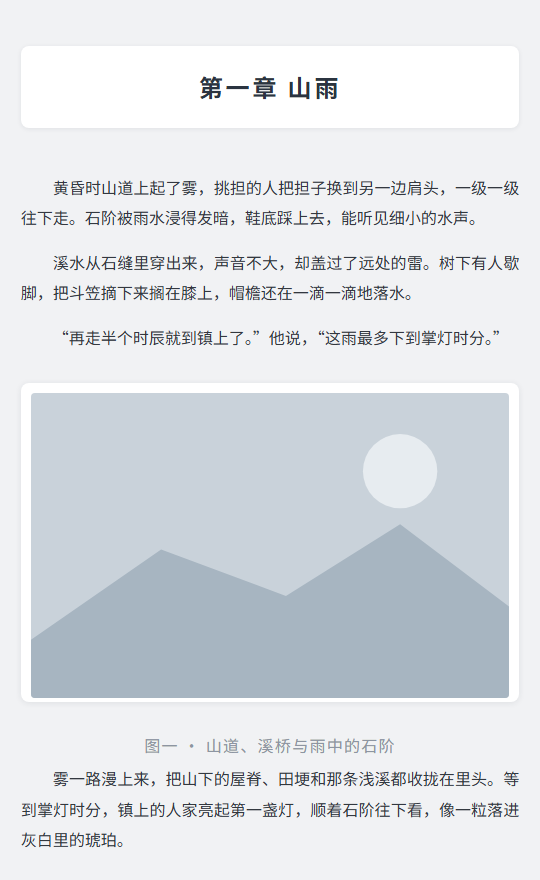 第一章 山雨
黄昏时山道上起了雾，挑担的人把担子换到另一边肩头，一级一级
往下走。石阶被雨水浸得发暗，鞋底踩上去，能听见细小的水声。
溪水从石缝里穿出来，声音不大，却盖过了远处的雷。树下有人歇
脚，把斗笠摘下来搁在膝上，帽檐还在一滴一滴地落水。
“再走半个时辰就到镇上了。”他说，“这雨最多下到掌灯时分。”
图一 · 山道、溪桥与雨中的石阶
雾一路漫上来，把山下的屋脊、田埂和那条浅溪都收拢在里头。等
到掌灯时分，镇上的人家亮起第一盏灯，顺着石阶往下看，像一粒落进
灰白里的琥珀。